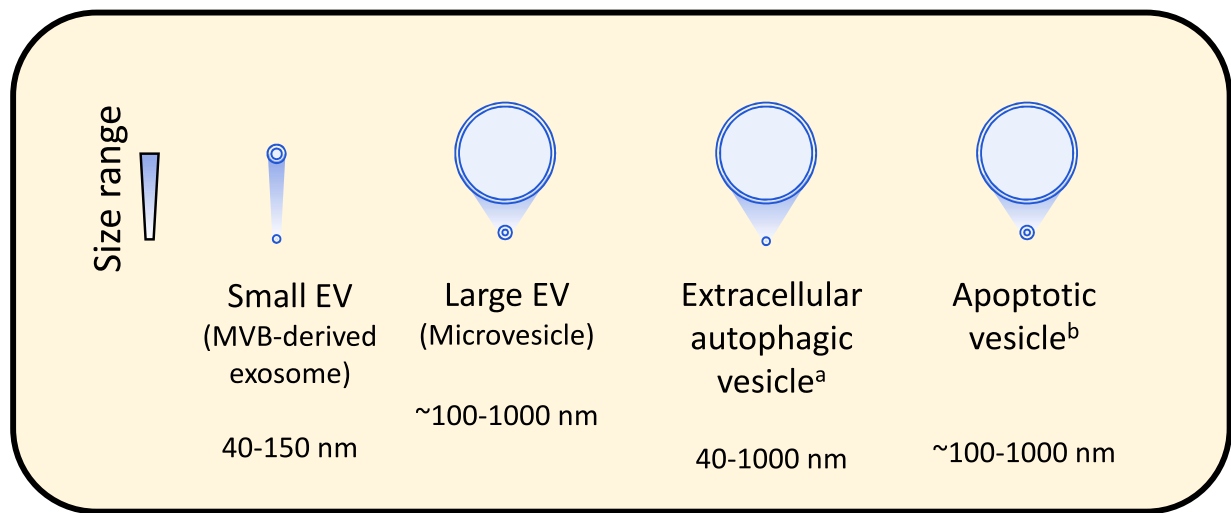 Size range
Small EV
(MVB-derived
exosome)
40-150 nm
Large EV
(Microvesicle)
~100-1000 nm
Extracellular
autophagic
vesicleᵃ
40-1000 nm
Apoptotic
vesicleᵇ
~100-1000 nm